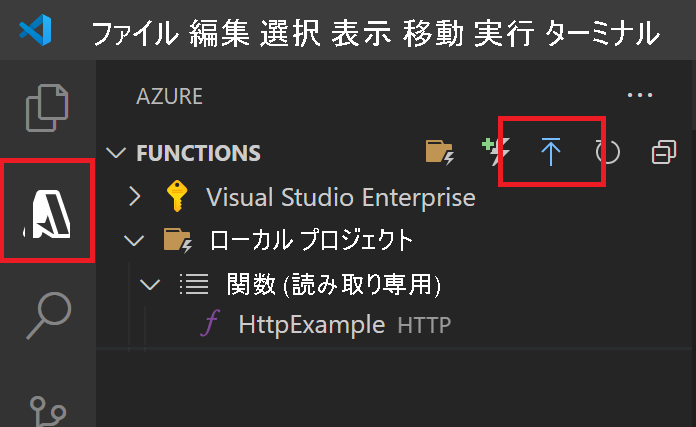 ファイル 編集 選択 表示 移動 実行 ターミナル
AZURE
FUNCTIONS
Visual Studio Enterprise
ローカル プロジェクト
関数 (読み取り専用)
HttpExample HTTP